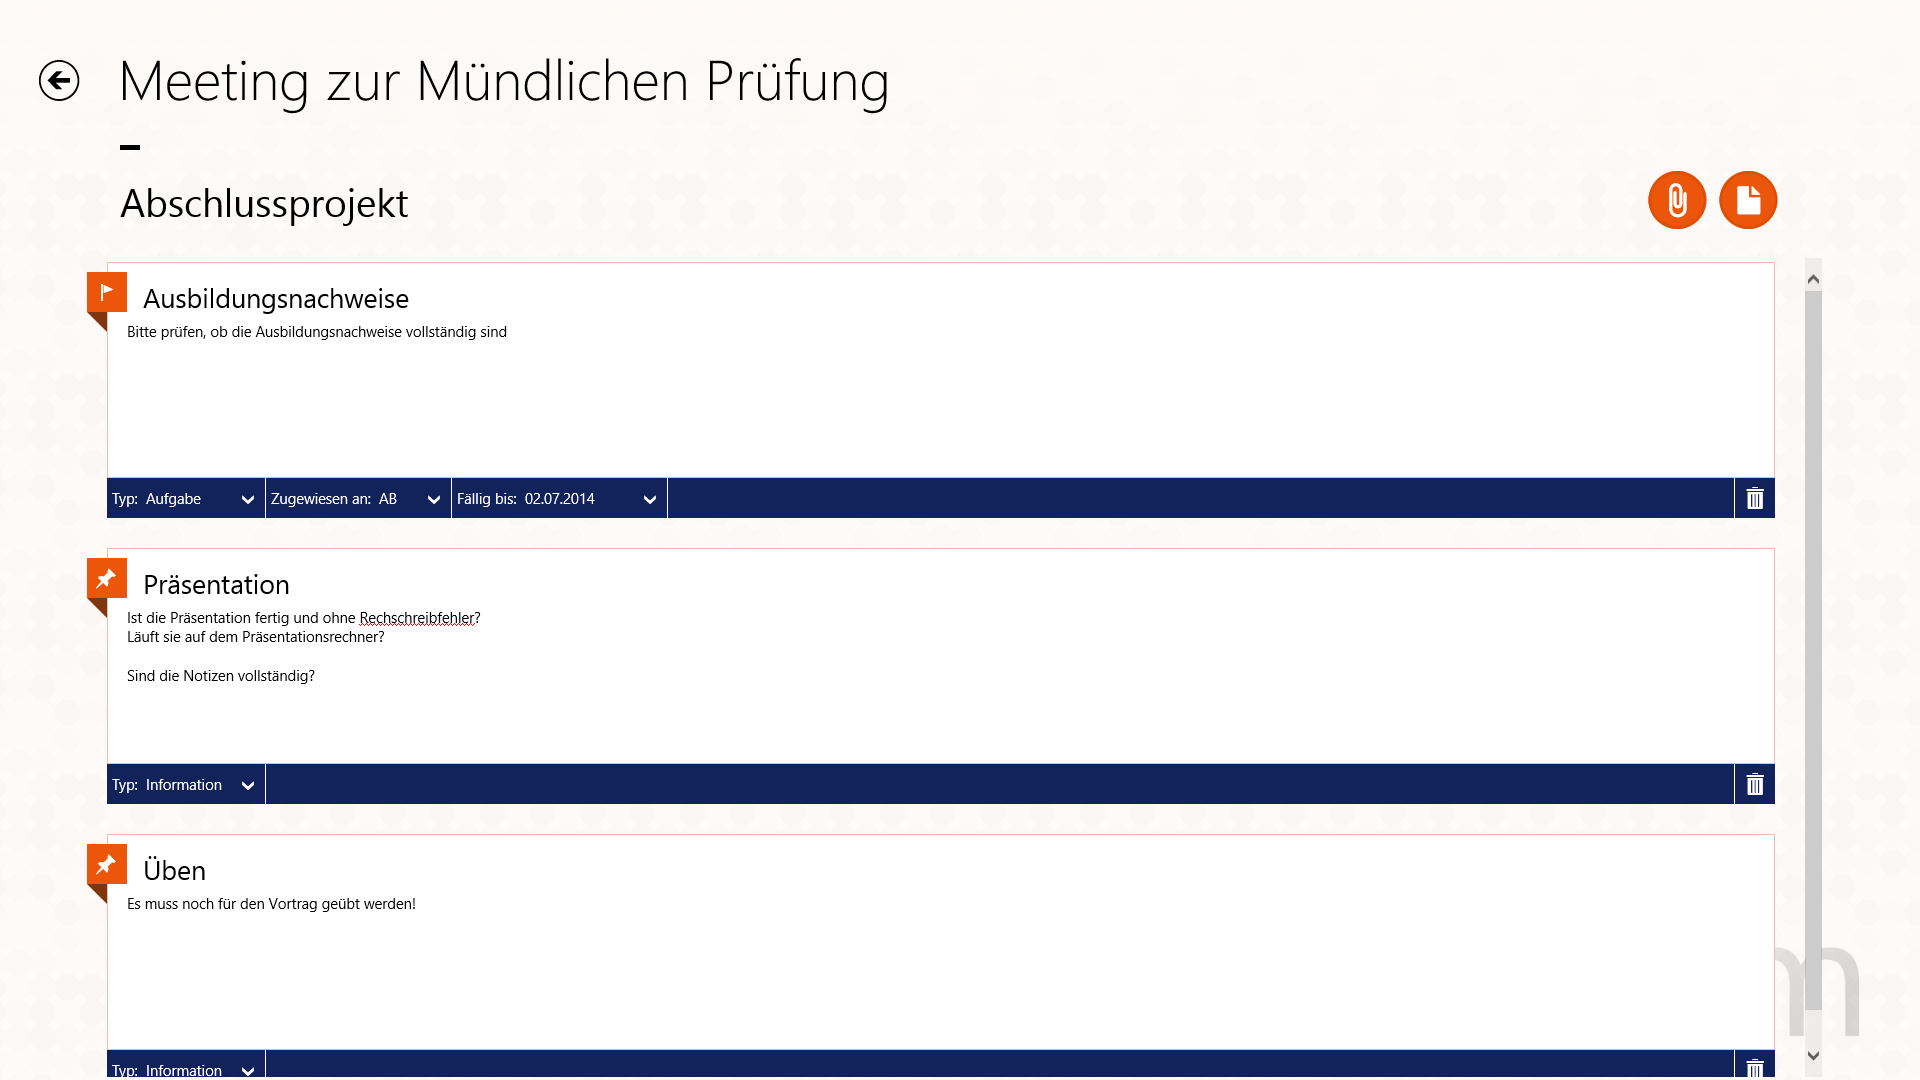 Meeting zur Mündlichen Prüfung
Abschlussprojekt
Ausbildungsnachweise
Bitte prüfen, ob die Ausbildungsnachweise vollständig sind
Typ: Aufgabe Zugewiesen an: AB Fällig bis: 02.07.2014
Präsentation
Ist die Präsentation fertig und ohne Rechschreibfehler?
Läuft sie auf dem Präsentationsrechner?
Sind die Notizen vollständig?
Typ: Information
Üben
Es muss noch für den Vortrag geübt werden!
Typ: Information
m